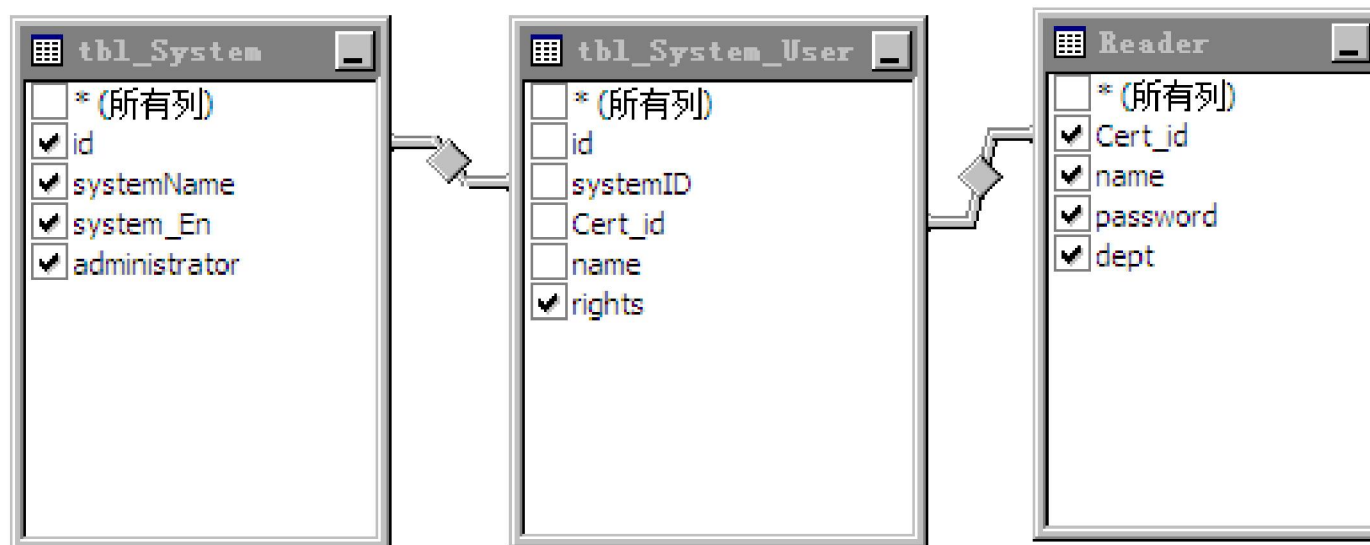 tbl_System
* (所有列)
id
systemName
system_En
administrator
tbl_System_User
* (所有列)
id
systemID
Cert_id
name
rights
Reader
* (所有列)
Cert_id
name
password
dept